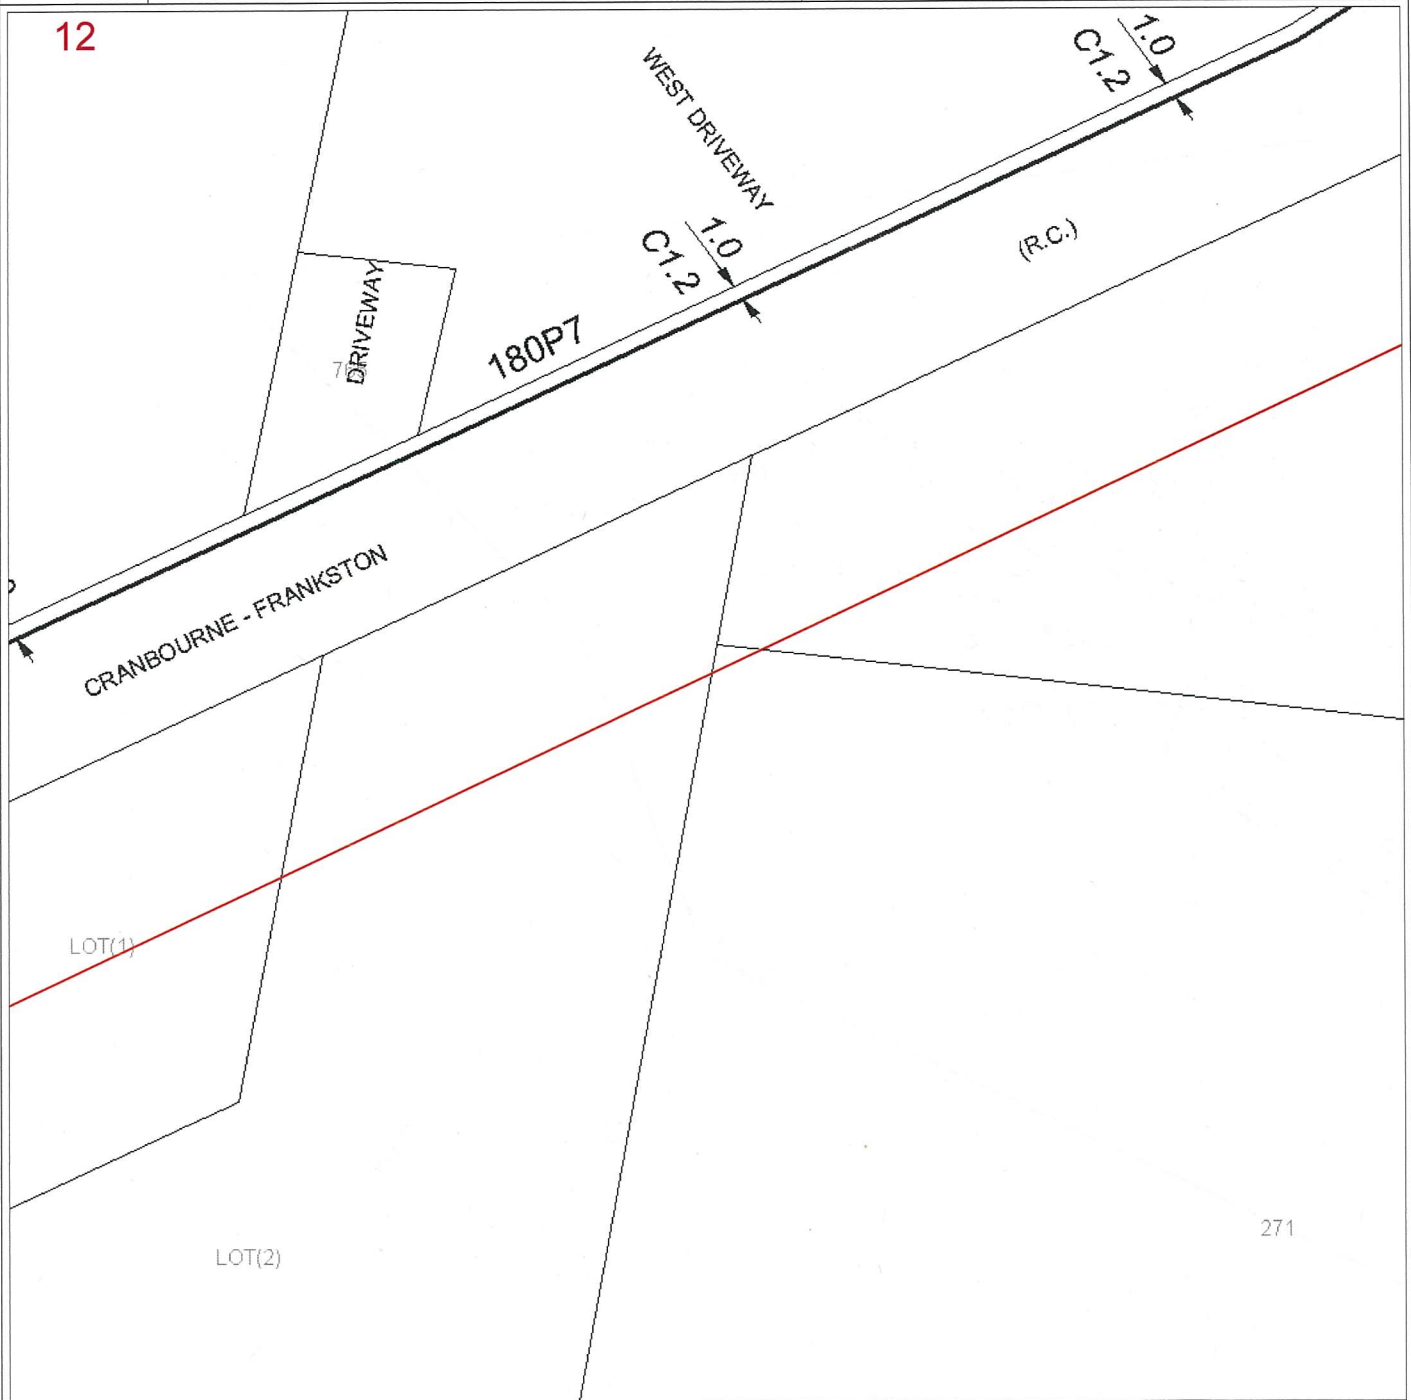 12
1.0
C1.2
WEST DRIVEWAY
1.0
C1.2
(R.C.)
DRIVEWAY
180P7
CRANBOURNE - FRANKSTON
LOT(1)
271
LOT(2)